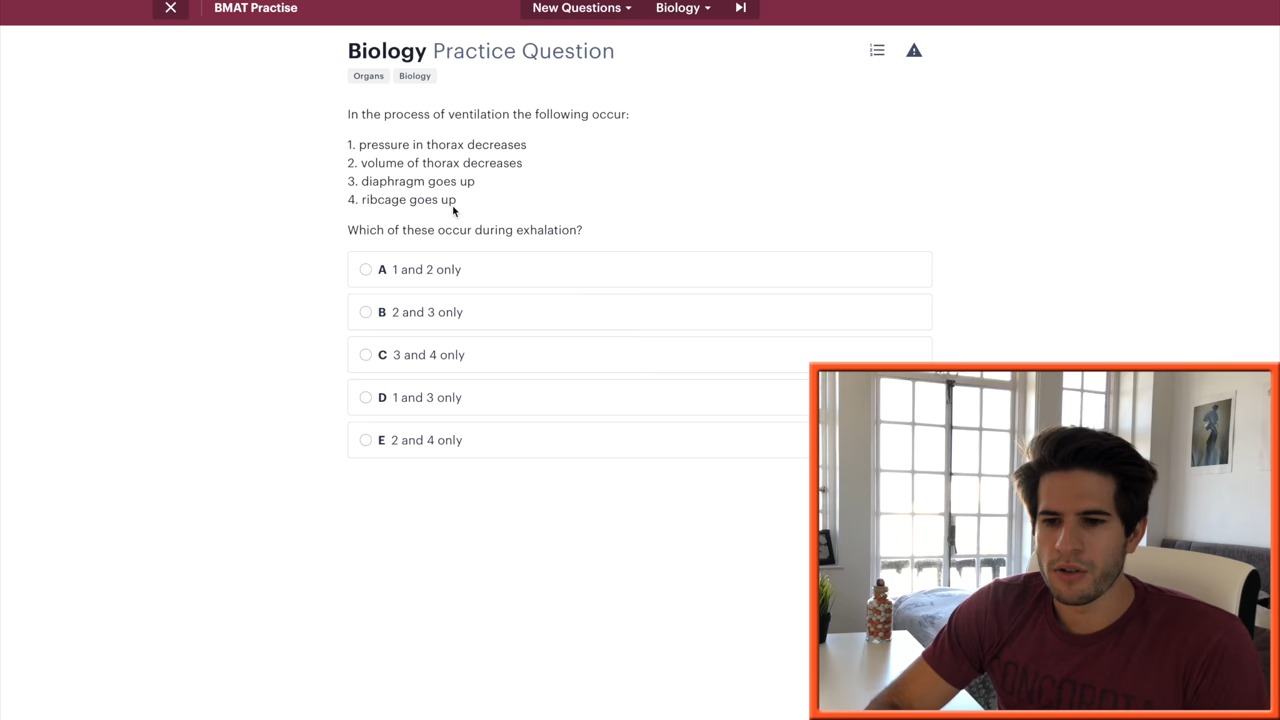 BMAT Practise
New Questions
Biology
Biology Practice Question
Organs
Biology
In the process of ventilation the following occur:
1. pressure in thorax decreases
2. volume of thorax decreases
3. diaphragm goes up
4. ribcage goes up
Which of these occur during exhalation?
A 1 and 2 only
B 2 and 3 only
C 3 and 4 only
D 1 and 3 only
E 2 and 4 only